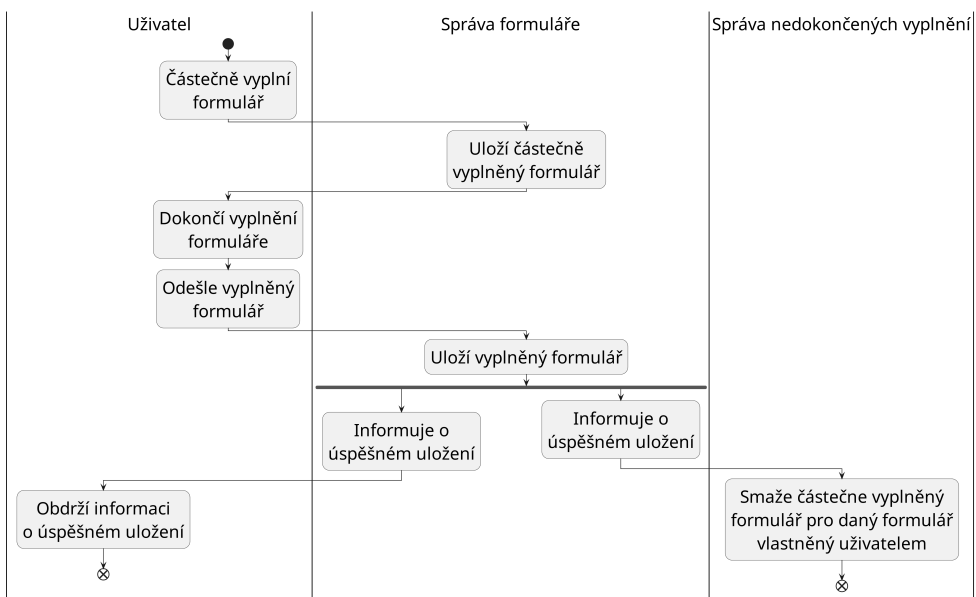 Uživatel
Správa formuláře
Správa nedokončených vyplnění
Částečně vyplní
formulář
Uloží částečně
vyplněný formulář
Dokončí vyplnění
formuláře
Odešle vyplněný
formulář
Uloží vyplněný formulář
Informuje o
úspěšném uložení
Informuje o
úspěšném uložení
Obdrží informaci
o úspěšném uložení
Smaže částečne vyplněný
formulář pro daný formulář
vlastněný uživatelem